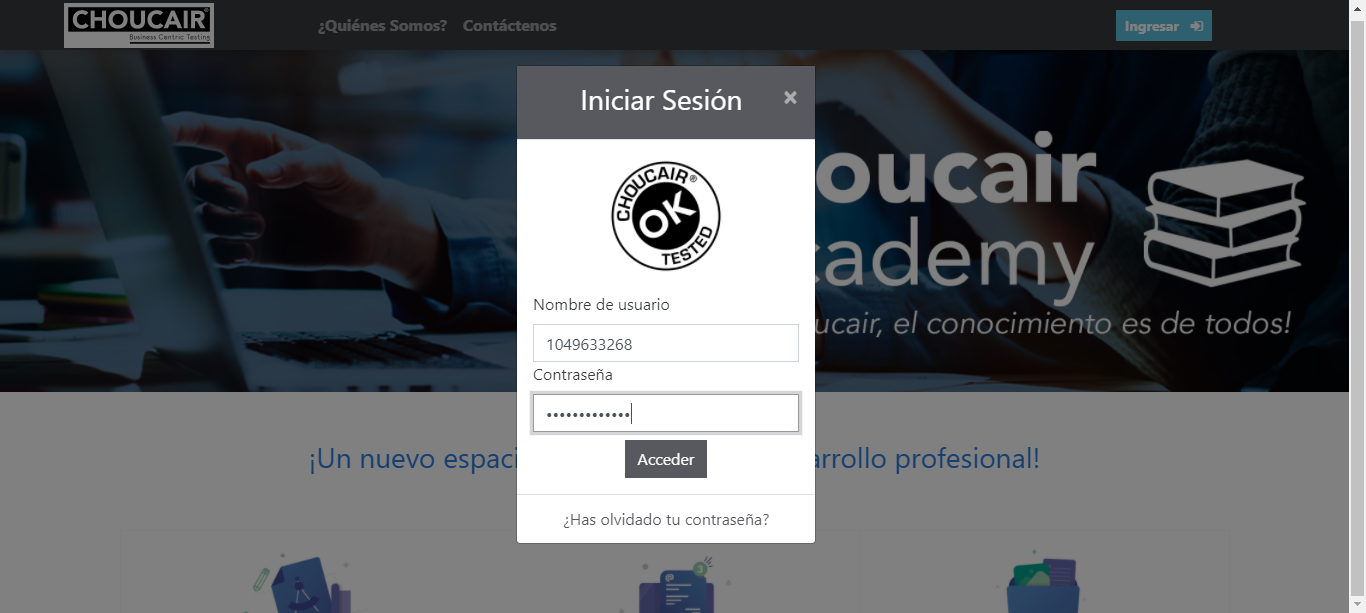 CHOUCAIR®
Business Centric Testing
¿Quiénes Somos?
Contáctenos
Ingresar
Iniciar Sesión
×
CHOUCAIR®
OK
TESTED
oucair
cademy
ucair, el conocimiento es de todos!
Nombre de usuario
1049633268
Contraseña
•••••••••••••
Acceder
¡Un nuevo espaci
arrollo profesional!
¿Has olvidado tu contraseña?
3